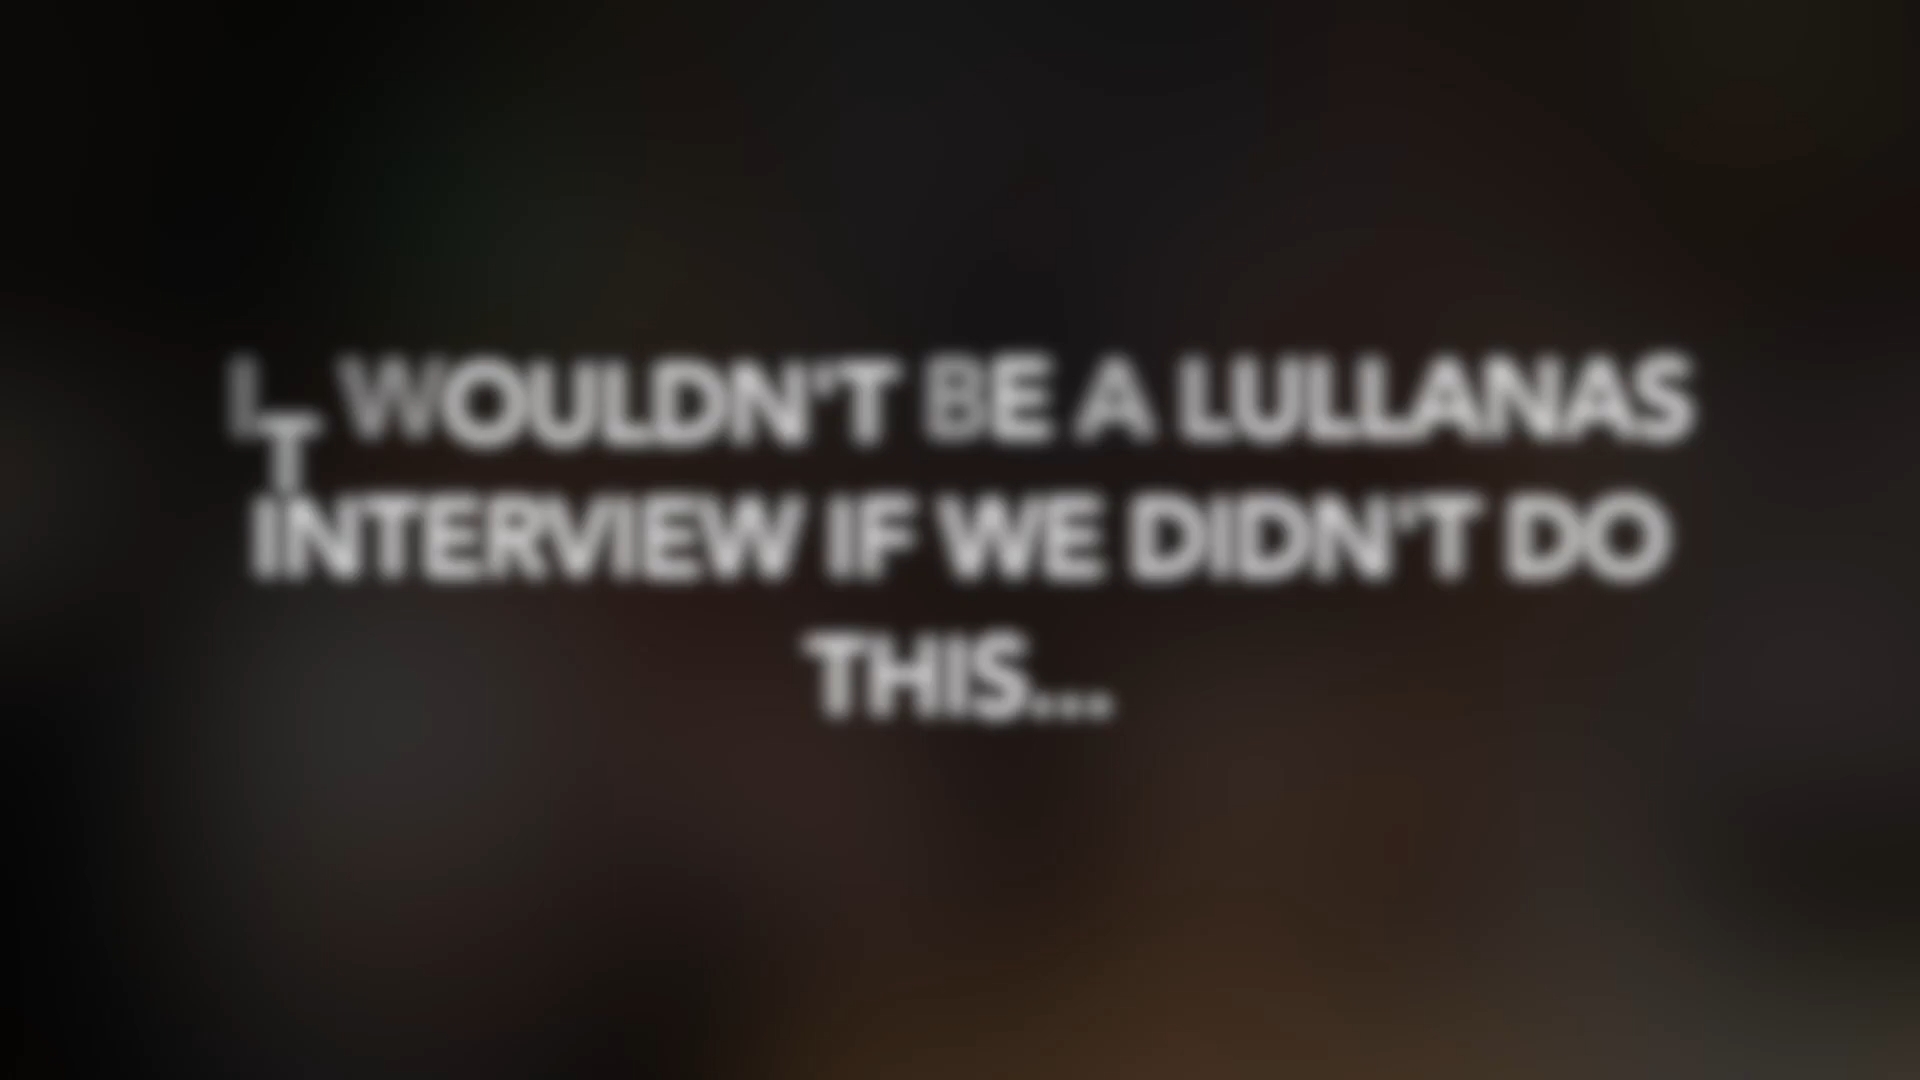 IT WOULDN'T BE A LULLANAS
INTERVIEW IF WE DIDN'T DO
THIS...